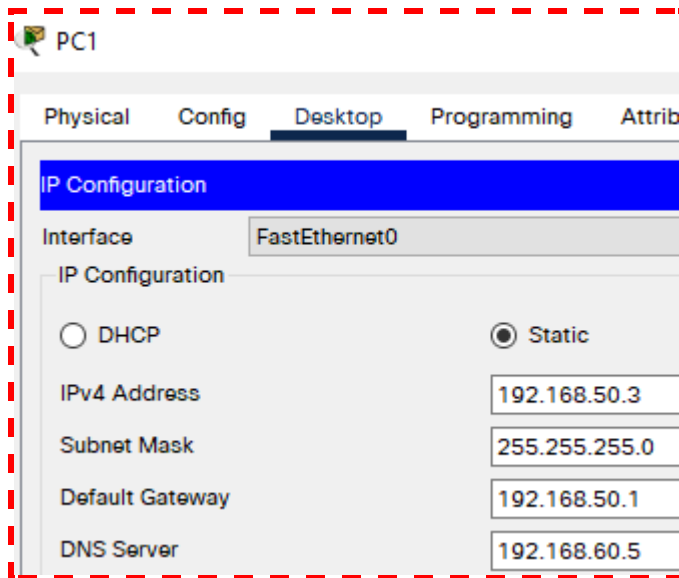 PC1
Physical Config Desktop Programming Attrib
IP Configuration
Interface FastEthernet0
IP Configuration
DHCP Static
IPv4 Address 192.168.50.3
Subnet Mask 255.255.255.0
Default Gateway 192.168.50.1
DNS Server 192.168.60.5